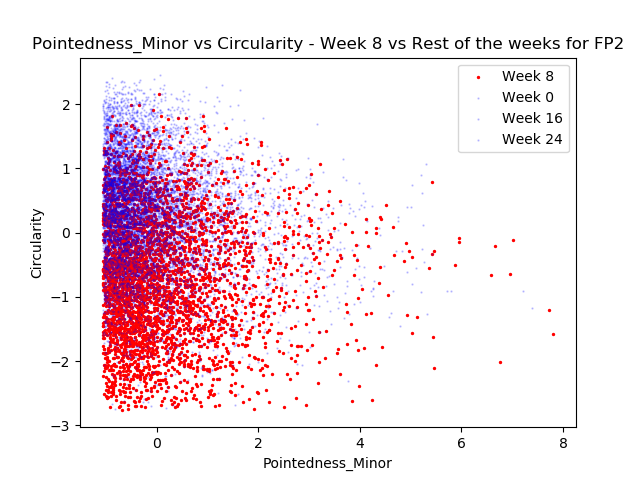 Pointedness_Minor vs Circularity - Week 8 vs Rest of the weeks for FP2
Week 8
Week 0
Week 16
Week 24
2
1
0
−1
−2
−3
Circularity
0 2 4 6 8
Pointedness_Minor